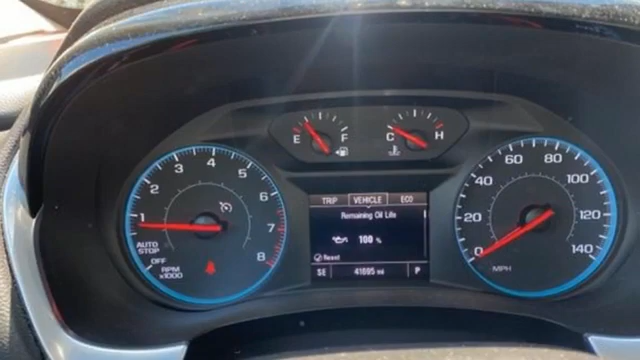 E F C H
1 2 3 4 5 6 7 8
AUTO
STOP
OFF
RPM
x1000
TRIP VEHICLE ECO
Remaining Oil Life
100 %
Reset
SE 41695 mi P
0 20 40 60 80 100 120 140
MPH